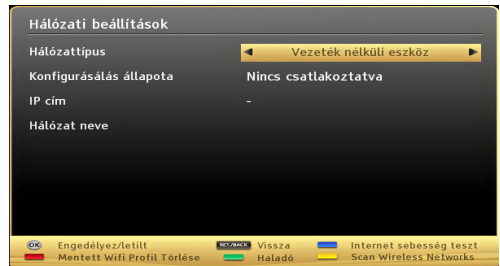 Hálózati beállítások
Hálózattípus
Vezeték nélküli eszköz
Konfigurásálás állapota
Nincs csatlakoztatva
IP cím
-
Hálózat neve
OK Engedélyez/letilt RET/BACK Vissza Internet sebesség teszt
Mentett Wifi Profil Törlése Haladó Scan Wireless Networks